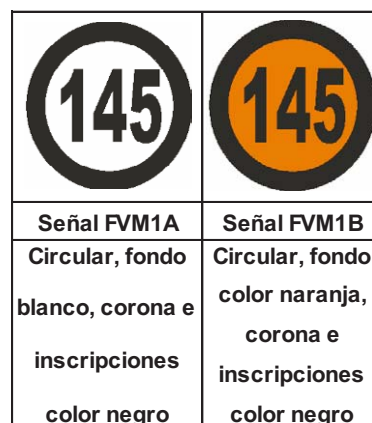 145
145
Señal FVM1A
Señal FVM1B
Circular, fondo
blanco, corona e
inscripciones
color negro
Circular, fondo
color naranja,
corona e
inscripciones
color negro